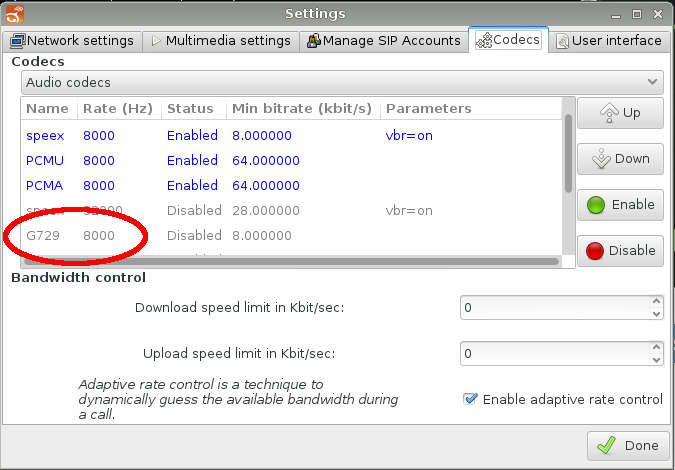 Settings
Network settings Multimedia settings Manage SIP Accounts Codecs User interface
Codecs
Audio codecs
Name Rate (Hz) Status Min bitrate (kbit/s) Parameters
speex 8000 Enabled 8.000000 vbr=on
PCMU 8000 Enabled 64.000000
PCMA 8000 Enabled 64.000000
speex 32000 Disabled 28.000000 vbr=on
G729 8000 Disabled 8.000000
Up
Down
Enable
Disable
Bandwidth control
Download speed limit in Kbit/sec: 0
Upload speed limit in Kbit/sec: 0
Adaptive rate control is a technique to
dynamically guess the available bandwidth during
a call.
Enable adaptive rate control
Done